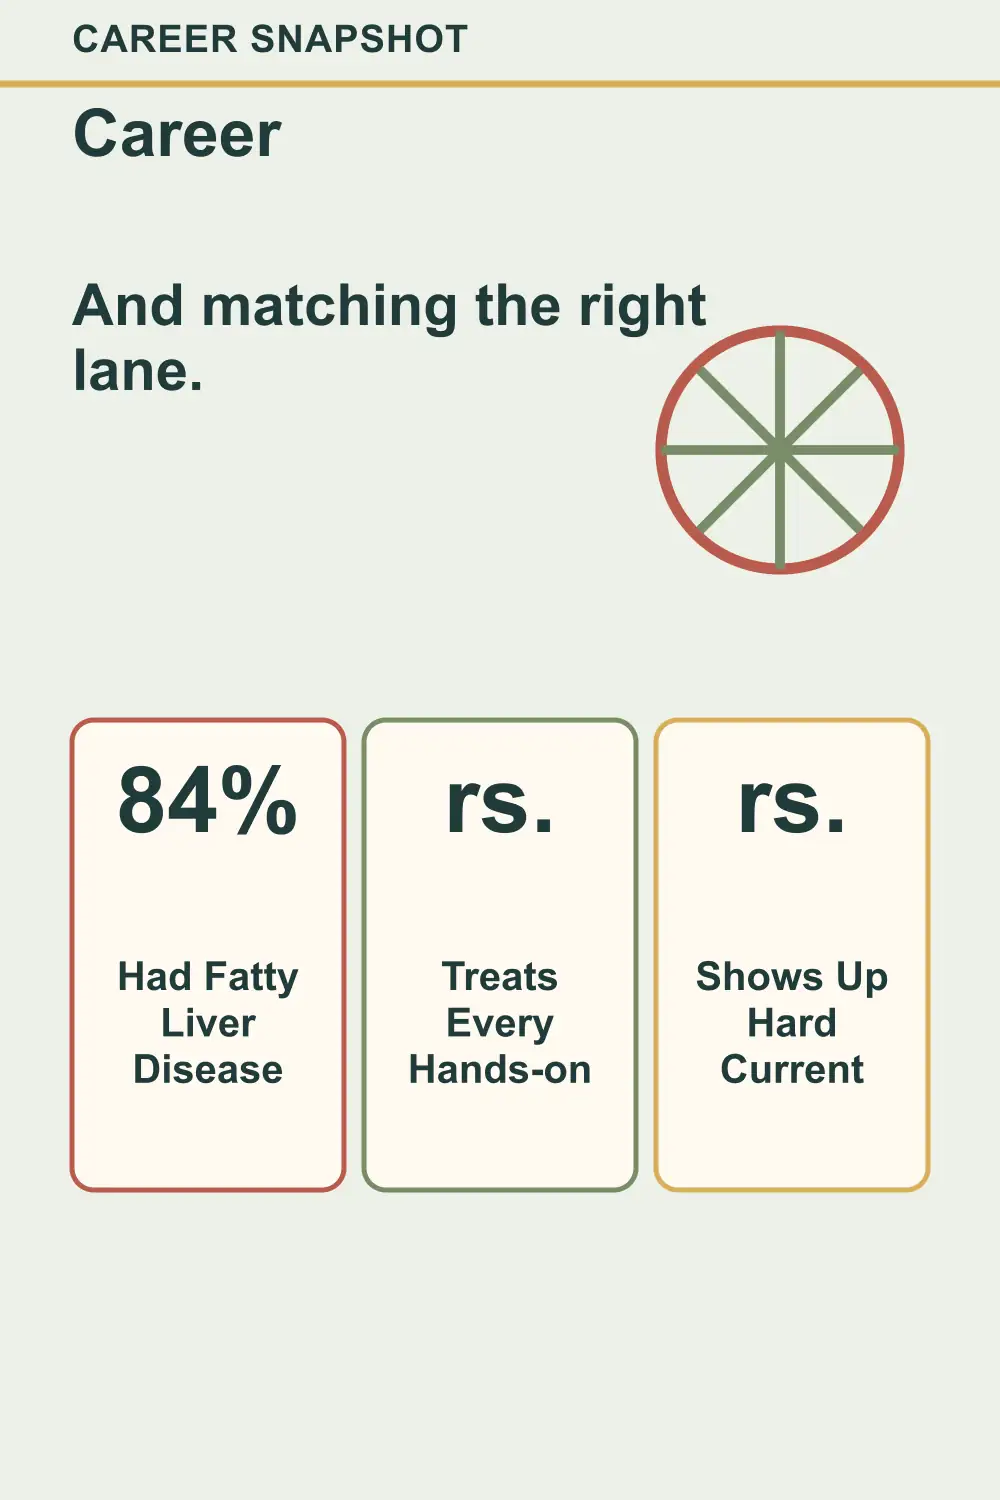 CAREER SNAPSHOT
Career
And matching the right
lane.
84%
Had Fatty
Liver
Disease
rs.
Treats
Every
Hands-on
rs.
Shows Up
Hard
Current